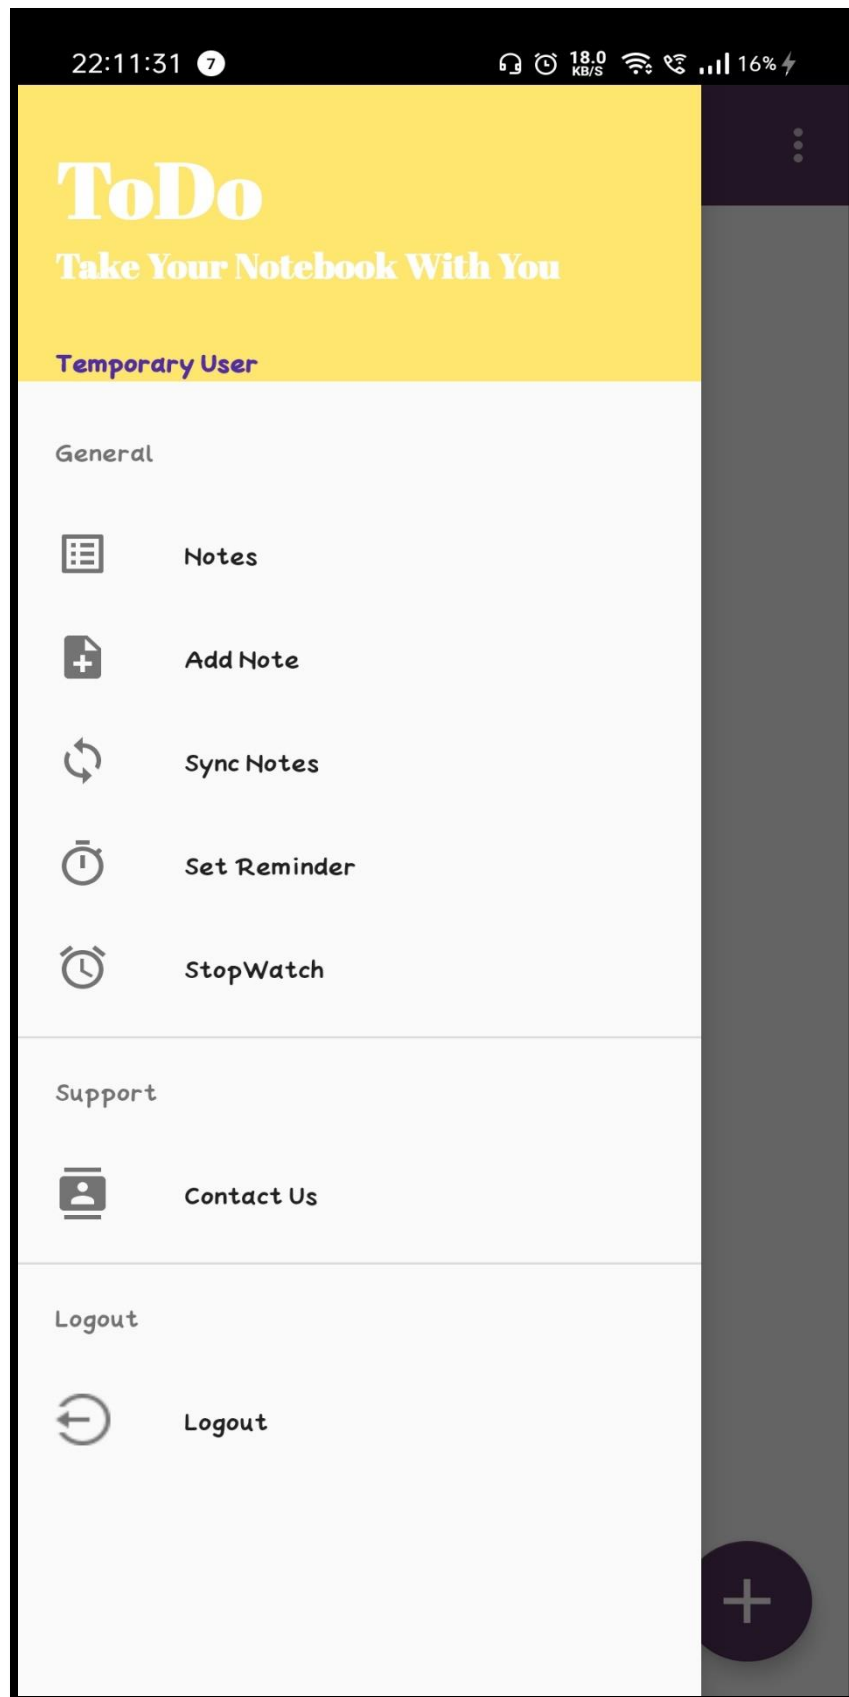 22:11:31 7 18.0 KB/S 16%
ToDo
Take Your Notebook With You
Temporary User
General
Notes
Add Note
Sync Notes
Set Reminder
StopWatch
Support
Contact Us
Logout
Logout